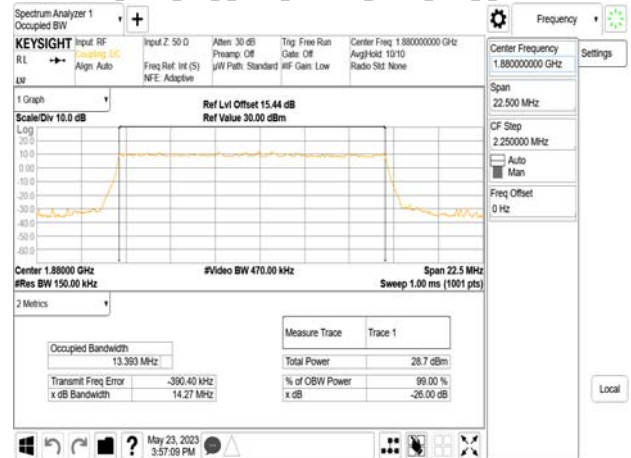 Spectrum Analyzer 1
Occupied BW
+
Frequency
KEYSIGHT
Input: RF
Input Z: 50 Ω
Atten: 30 dB
Trig: Free Run
Center Freq: 1.880000000 GHz
RL
Coupling: DC
Preamp: Off
Gate: Off
Avg|Hold: 10/10
Align: Auto
Freq Ref: Int (S)
µW Path: Standard
#IF Gain: Low
Radio Std: None
NFE: Adaptive
Center Frequency
1.880000000 GHz
Settings
Span
22.500 MHz
CF Step
2.250000 MHz
Auto
Man
Freq Offset
0 Hz
Local
1 Graph
Scale/Div 10.0 dB
Ref Lvl Offset 15.44 dB
Ref Value 30.00 dBm
Log
20.0
10.0
0.00
-10.0
-20.0
-30.0
-40.0
-50.0
-60.0
Center 1.88000 GHz
#Video BW 470.00 kHz
Span 22.5 MHz
#Res BW 150.00 kHz
Sweep 1.00 ms (1001 pts)
2 Metrics
Measure Trace
Trace 1
Occupied Bandwidth
13.393 MHz
Total Power
28.7 dBm
Transmit Freq Error
-390.40 kHz
% of OBW Power
99.00 %
x dB Bandwidth
14.27 MHz
x dB
-26.00 dB
?
May 23, 2023
3:57:09 PM